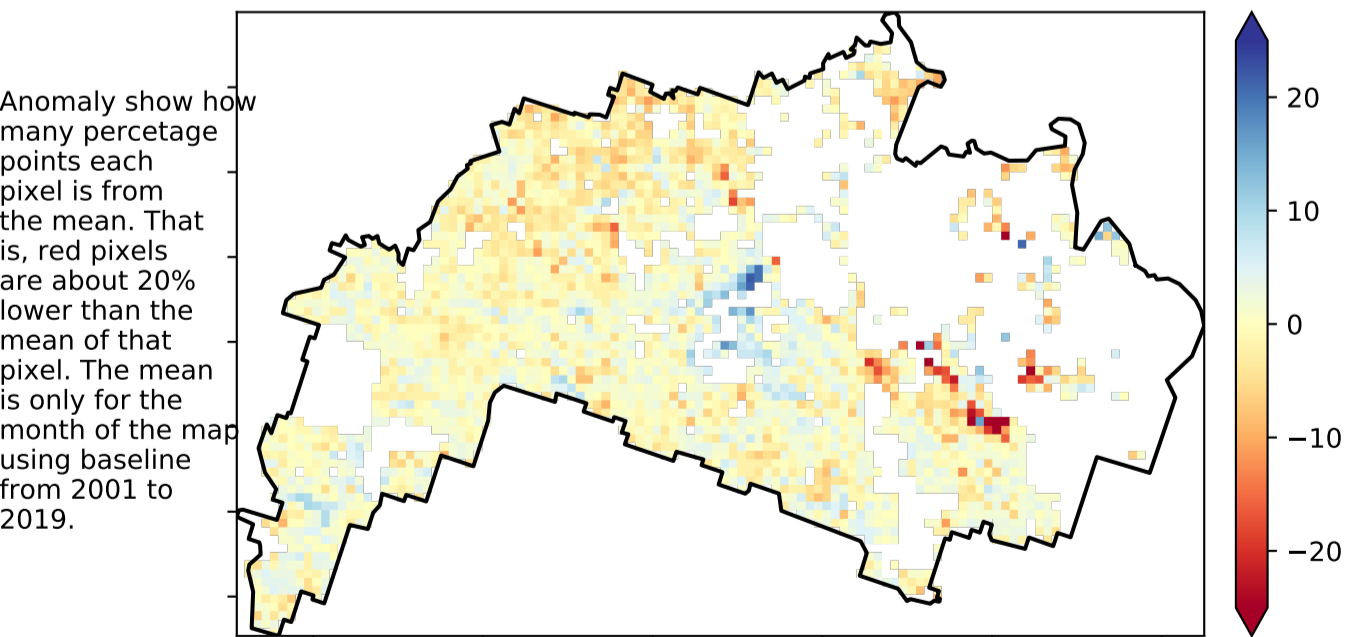 Anomaly show how
many percetage
points each
pixel is from
the mean. That
is, red pixels
are about 20%
lower than the
mean of that
pixel. The mean
is only for the
month of the map
using baseline
from 2001 to
2019.
20
10
0
−10
−20